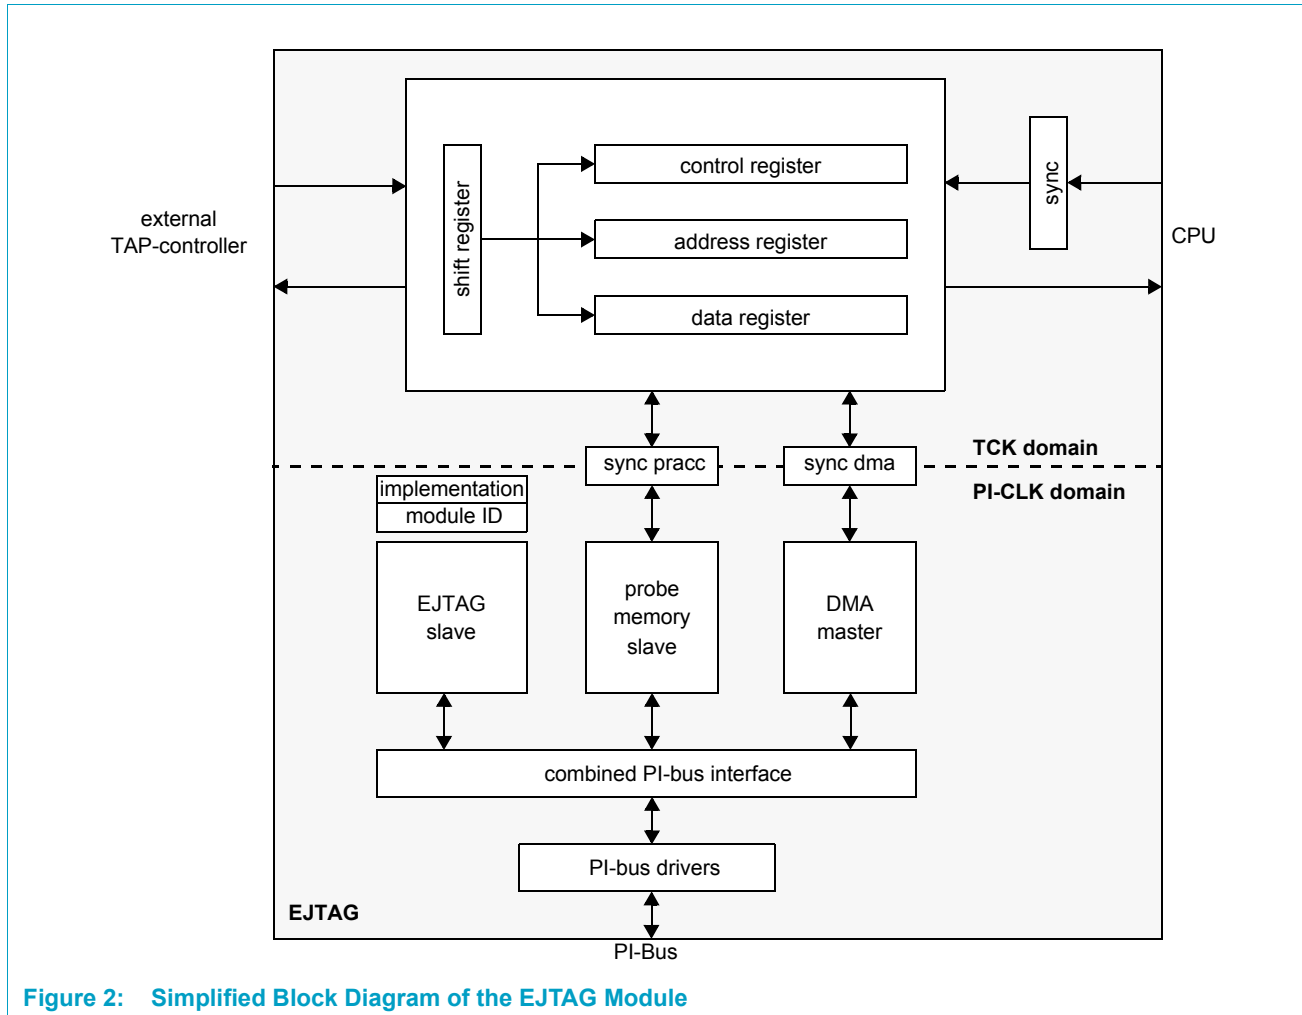 control register
address register
data register
shift register
sync
external
TAP-controller
CPU
sync pracc
sync dma
TCK domain
PI-CLK domain
implementation
module ID
EJTAG
slave
probe
memory
slave
DMA
master
combined PI-bus interface
PI-bus drivers
EJTAG
PI-Bus
Figure 2: Simplified Block Diagram of the EJTAG Module